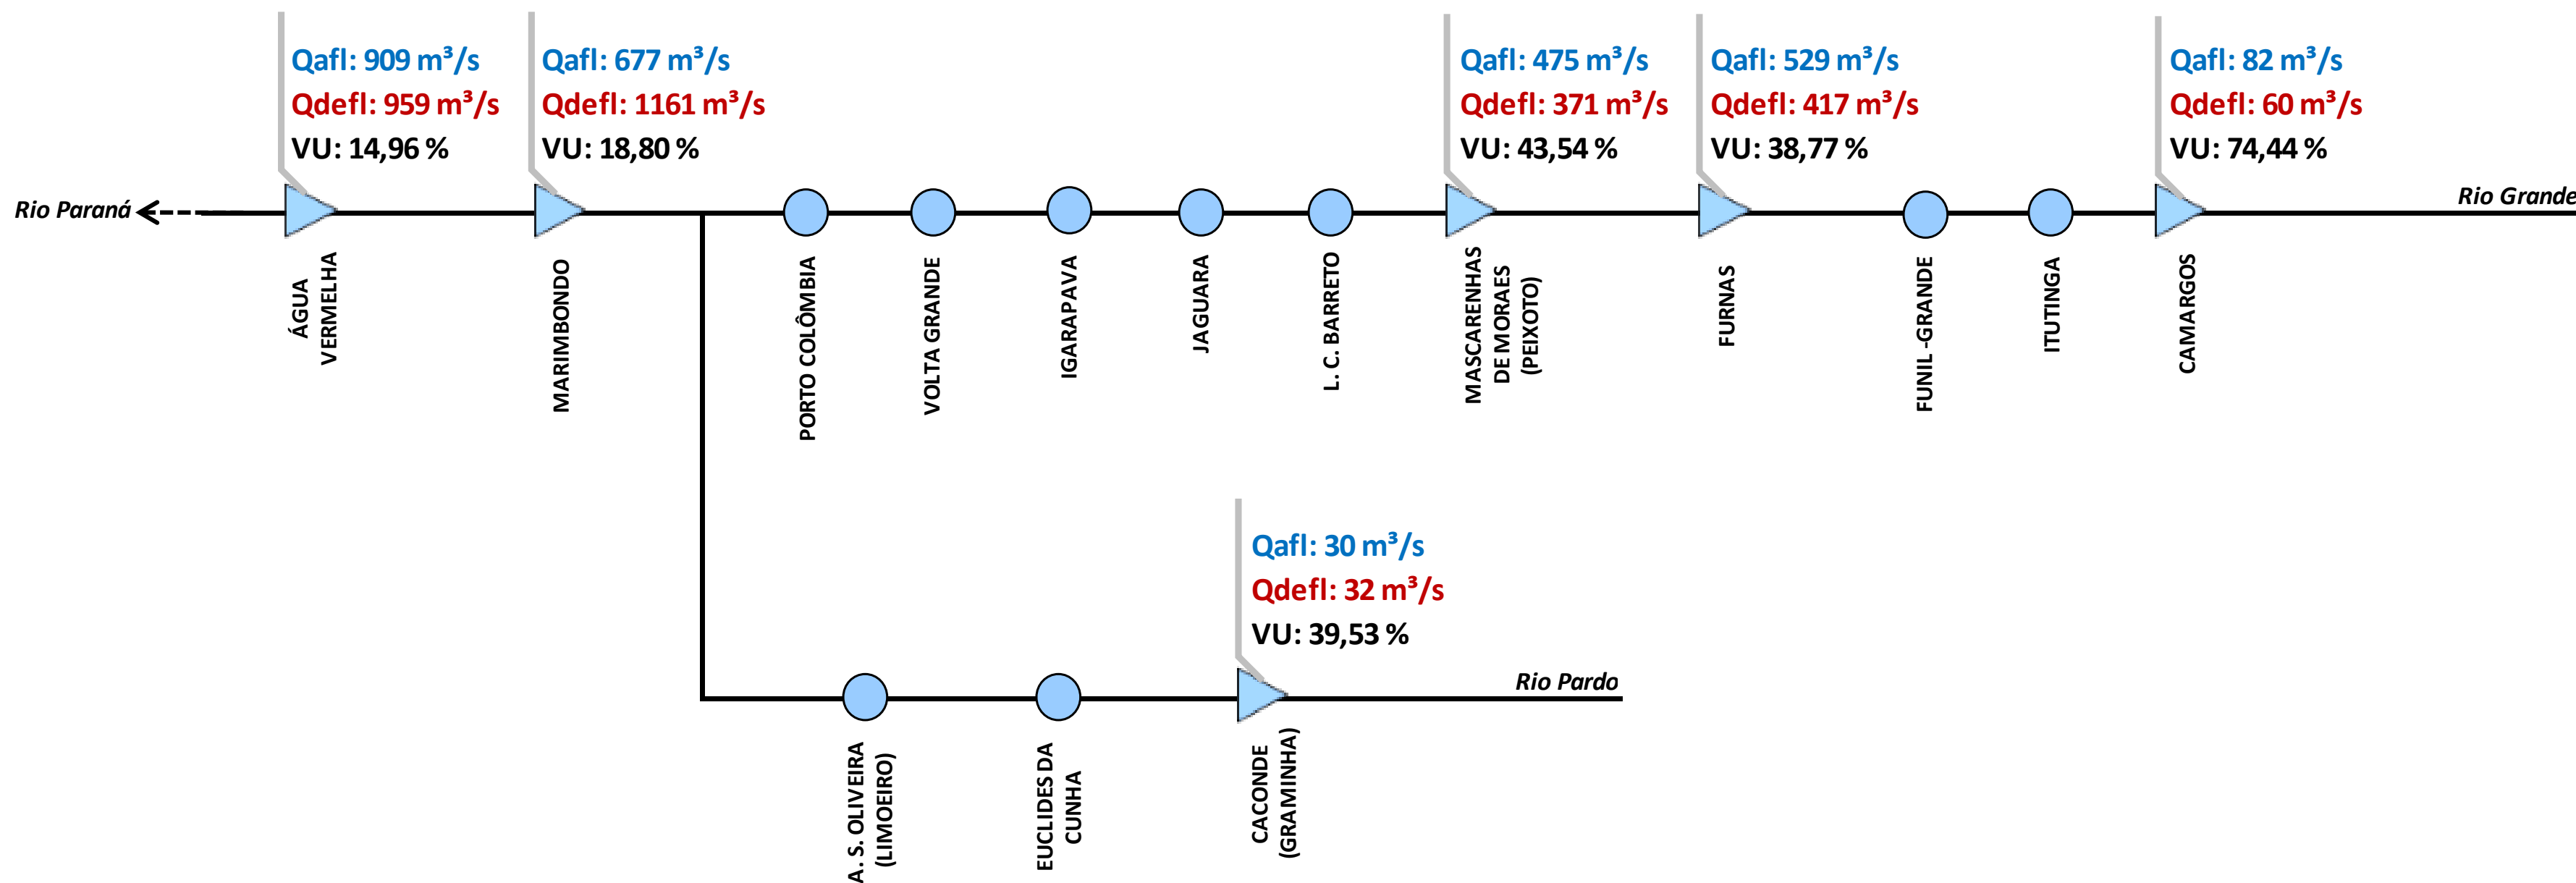 Qafl: 909 m³/s
Qdefl: 959 m³/s
VU: 14,96 %
Qafl: 677 m³/s
Qdefl: 1161 m³/s
VU: 18,80 %
Qafl: 475 m³/s
Qdefl: 371 m³/s
VU: 43,54 %
Qafl: 529 m³/s
Qdefl: 417 m³/s
VU: 38,77 %
Qafl: 82 m³/s
Qdefl: 60 m³/s
VU: 74,44 %
Rio Paraná
Rio Grande
ÁGUA
VERMELHA
MARIMBONDO
PORTO COLÔMBIA
VOLTA GRANDE
IGARAPAVA
JAGUARA
L. C. BARRETO
MASCARENHAS
DE MORAES
(PEIXOTO)
FURNAS
FUNIL -GRANDE
ITUTINGA
CAMARGOS
Qafl: 30 m³/s
Qdefl: 32 m³/s
VU: 39,53 %
Rio Pardo
A. S. OLIVEIRA
(LIMOEIRO)
EUCLIDES DA
CUNHA
CACONDE
(GRAMINHA)